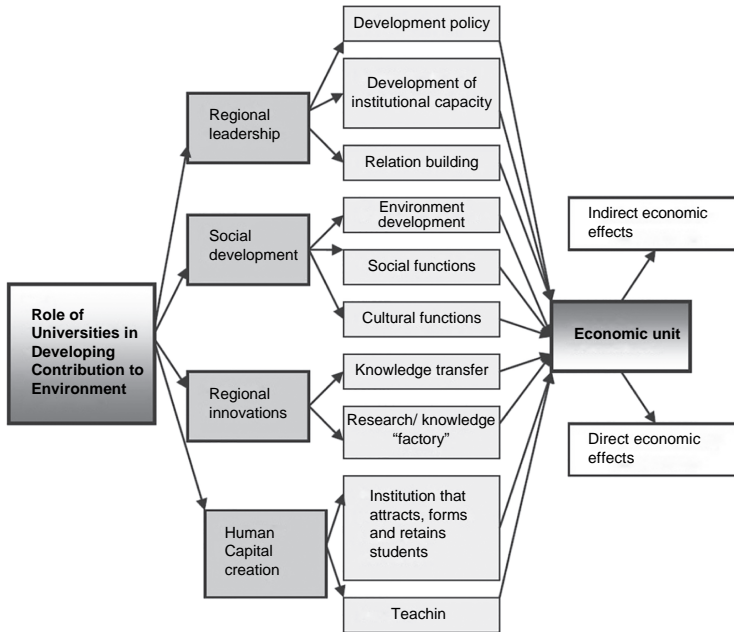 Role of
Universities in
Developing
Contribution to
Environment
Regional
leadership
Social
development
Regional
innovations
Human
Capital
creation
Development policy
Development of
institutional capacity
Relation building
Environment
development
Social functions
Cultural functions
Knowledge transfer
Research/ knowledge
“factory”
Institution that
attracts, forms
and retains
students
Teachin
Economic unit
Indirect economic
effects
Direct economic
effects